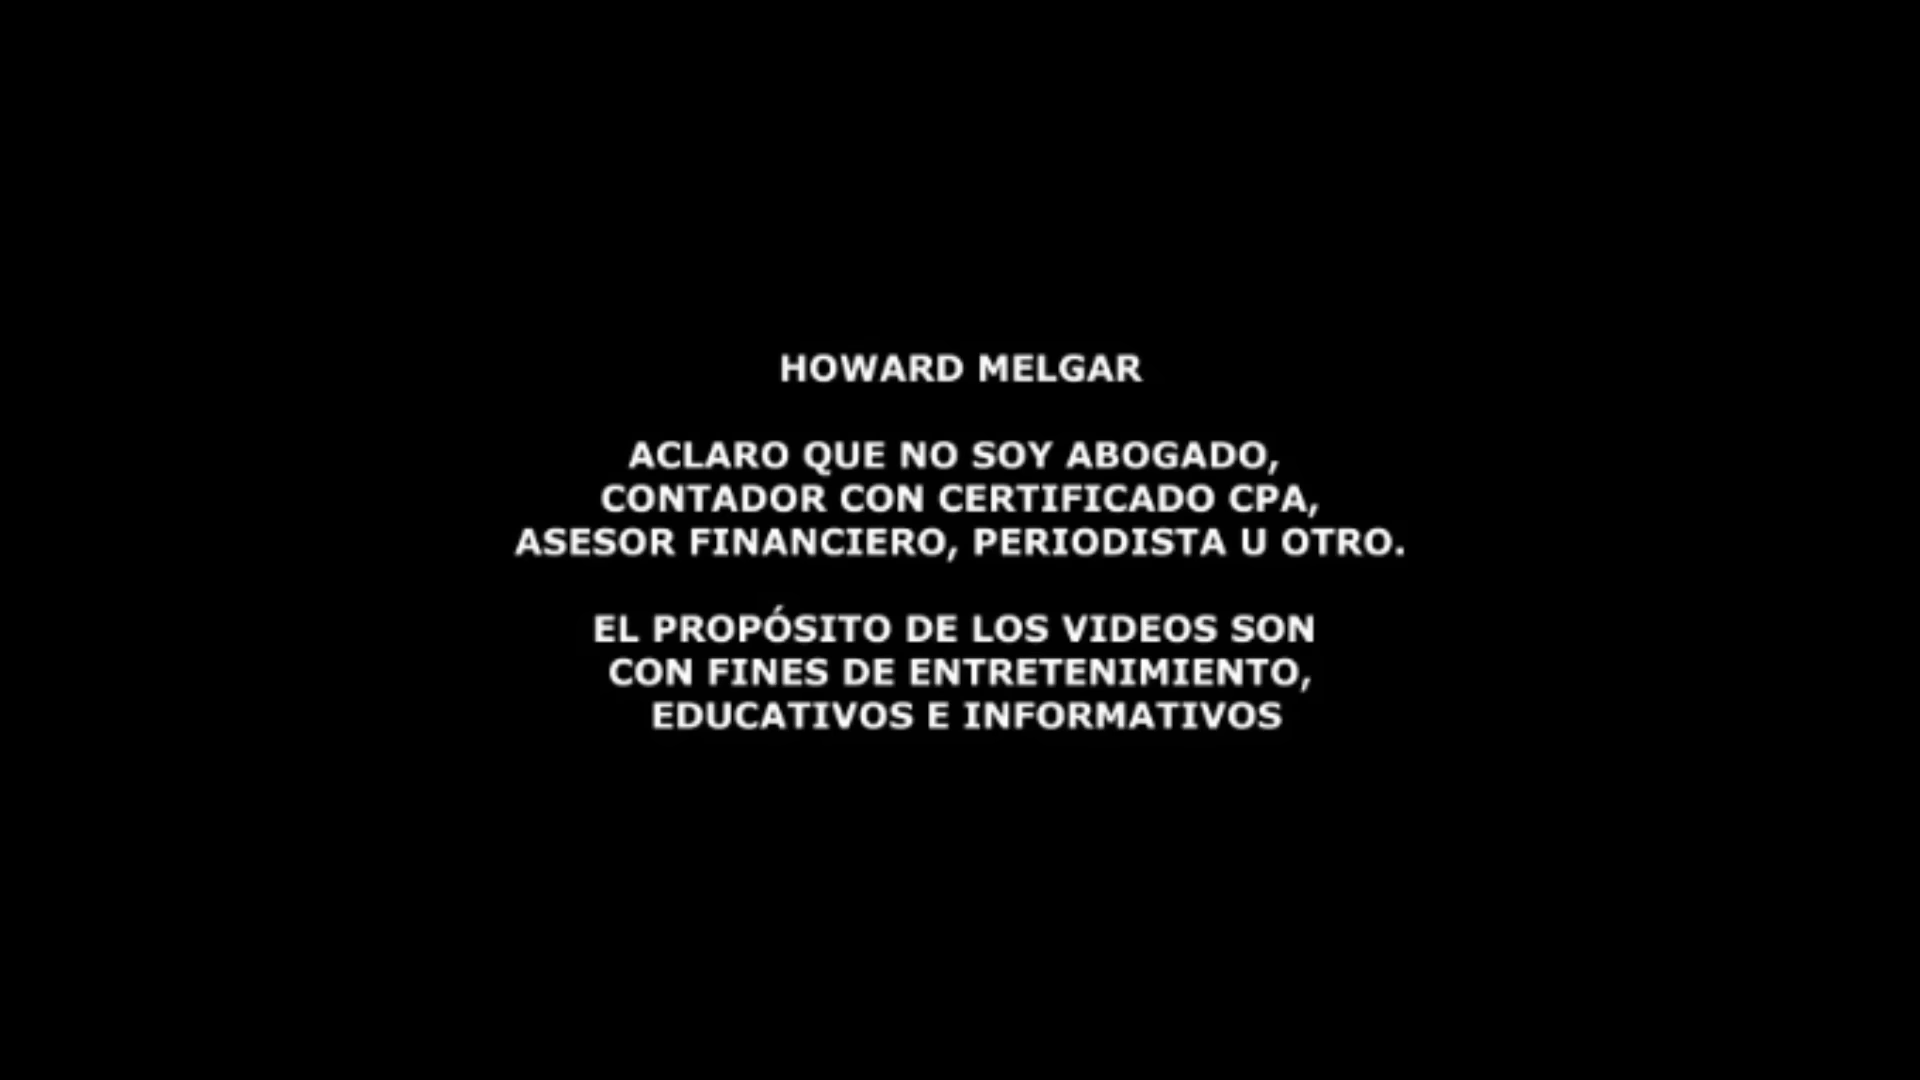 HOWARD MELGAR
ACLARO QUE NO SOY ABOGADO,
CONTADOR CON CERTIFICADO CPA,
ASESOR FINANCIERO, PERIODISTA U OTRO.
EL PROPÓSITO DE LOS VIDEOS SON
CON FINES DE ENTRETENIMIENTO,
EDUCATIVOS E INFORMATIVOS